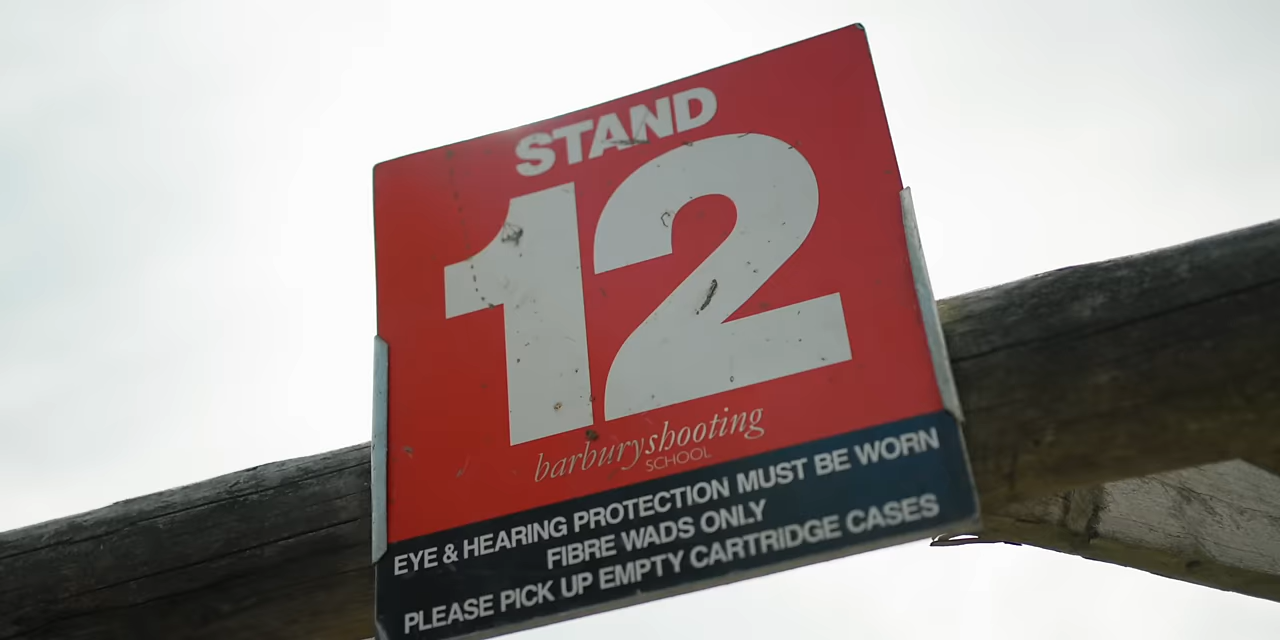 STAND
12
barburyshooting
SCHOOL
EYE & HEARING PROTECTION MUST BE WORN
FIBRE WADS ONLY
PLEASE PICK UP EMPTY CARTRIDGE CASES